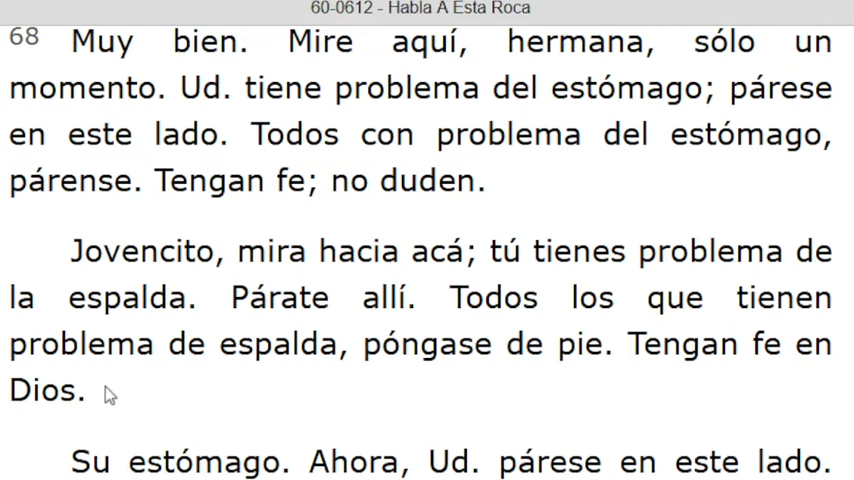 60-0612 - Habla A Esta Roca
68 Muy bien. Mire aquí, hermana, sólo un
momento. Ud. tiene problema del estómago; párese
en este lado. Todos con problema del estómago,
párense. Tengan fe; no duden.
Jovencito, mira hacia acá; tú tienes problema de
la espalda. Párate allí. Todos los que tienen
problema de espalda, póngase de pie. Tengan fe en
Dios.
Su estómago. Ahora, Ud. párese en este lado.